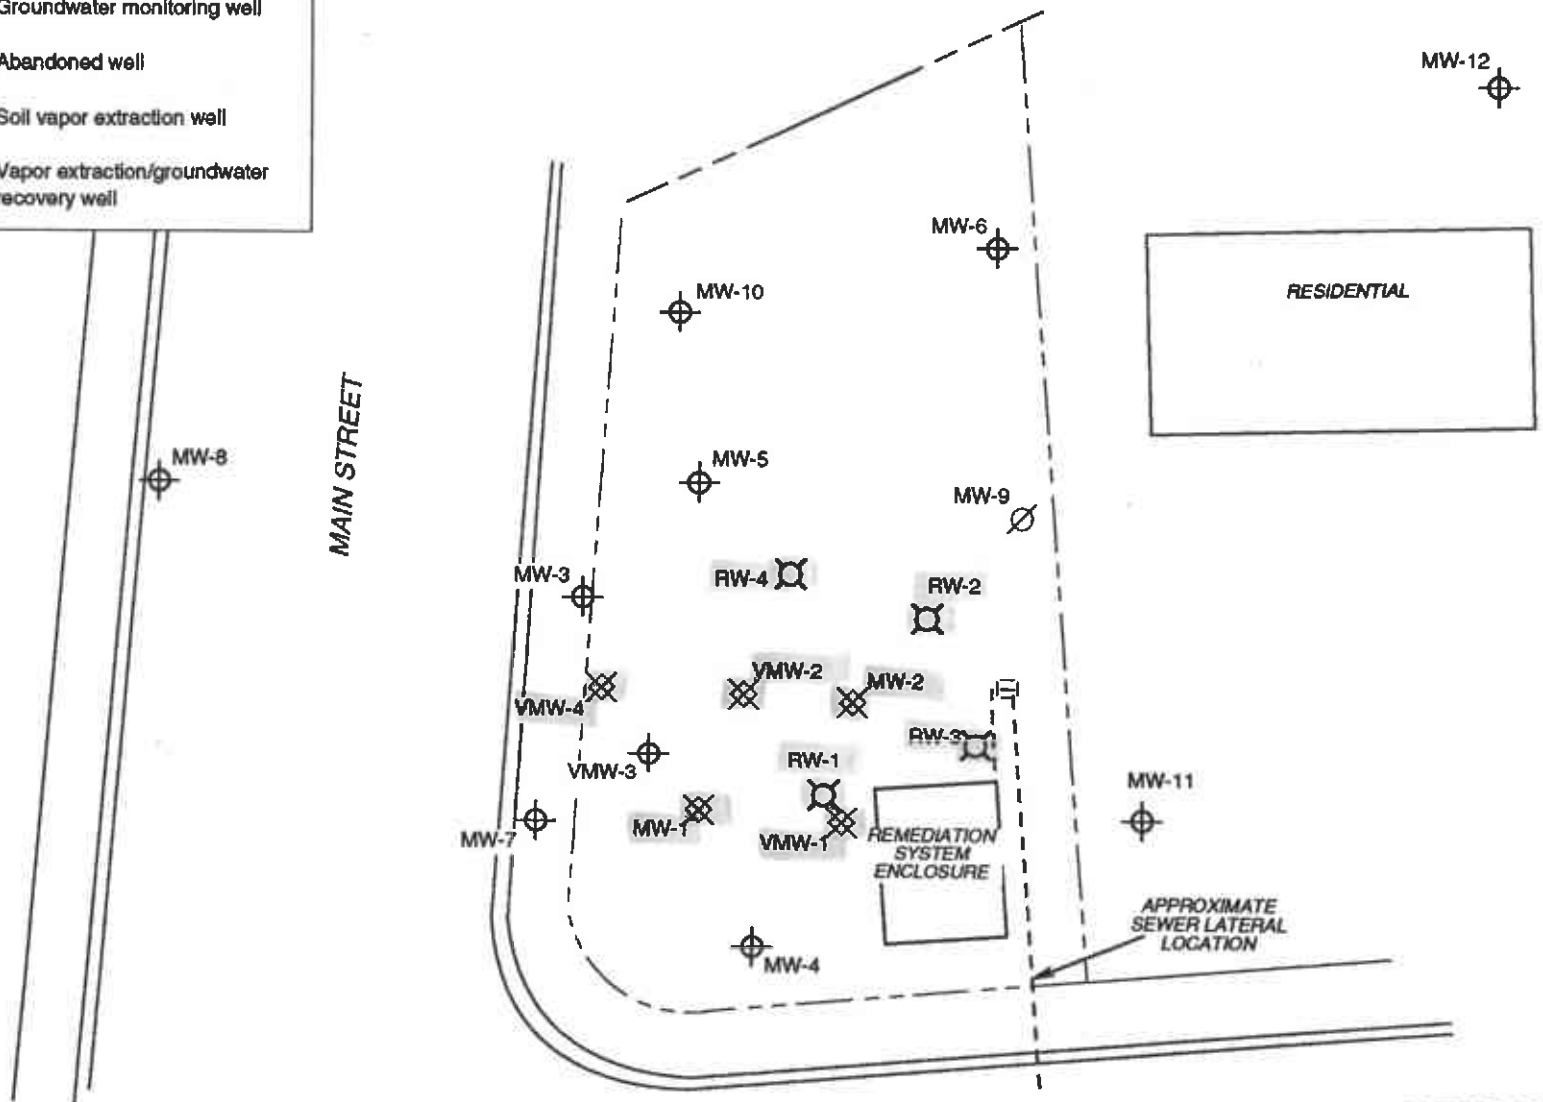 Groundwater monitoring well
Abandoned well
Soil vapor extraction well
Vapor extraction/groundwater
recovery well
MW-12
MW-6
RESIDENTIAL
MW-10
MAIN STREET
MW-8
MW-5
MW-9
MW-3
RW-4
RW-2
VMW-2
MW-2
VMW-4
RW-3
RW-1
VMW-3
MW-11
MW-1
VMW-1
MW-7
REMEDIATION
SYSTEM
ENCLOSURE
APPROXIMATE
SEWER LATERAL
LOCATION
MW-4